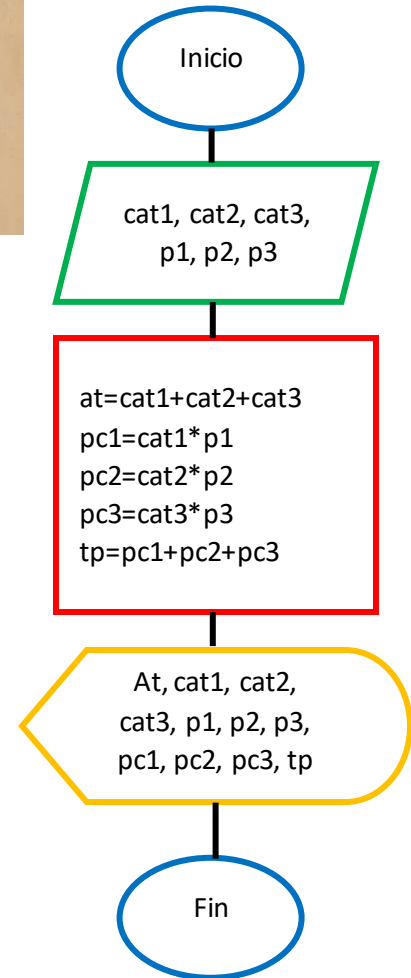 Inicio
cat1, cat2, cat3,
p1, p2, p3
at=cat1+cat2+cat3
pc1=cat1*p1
pc2=cat2*p2
pc3=cat3*p3
tp=pc1+pc2+pc3
At, cat1, cat2,
cat3, p1, p2, p3,
pc1, pc2, pc3, tp
Fin